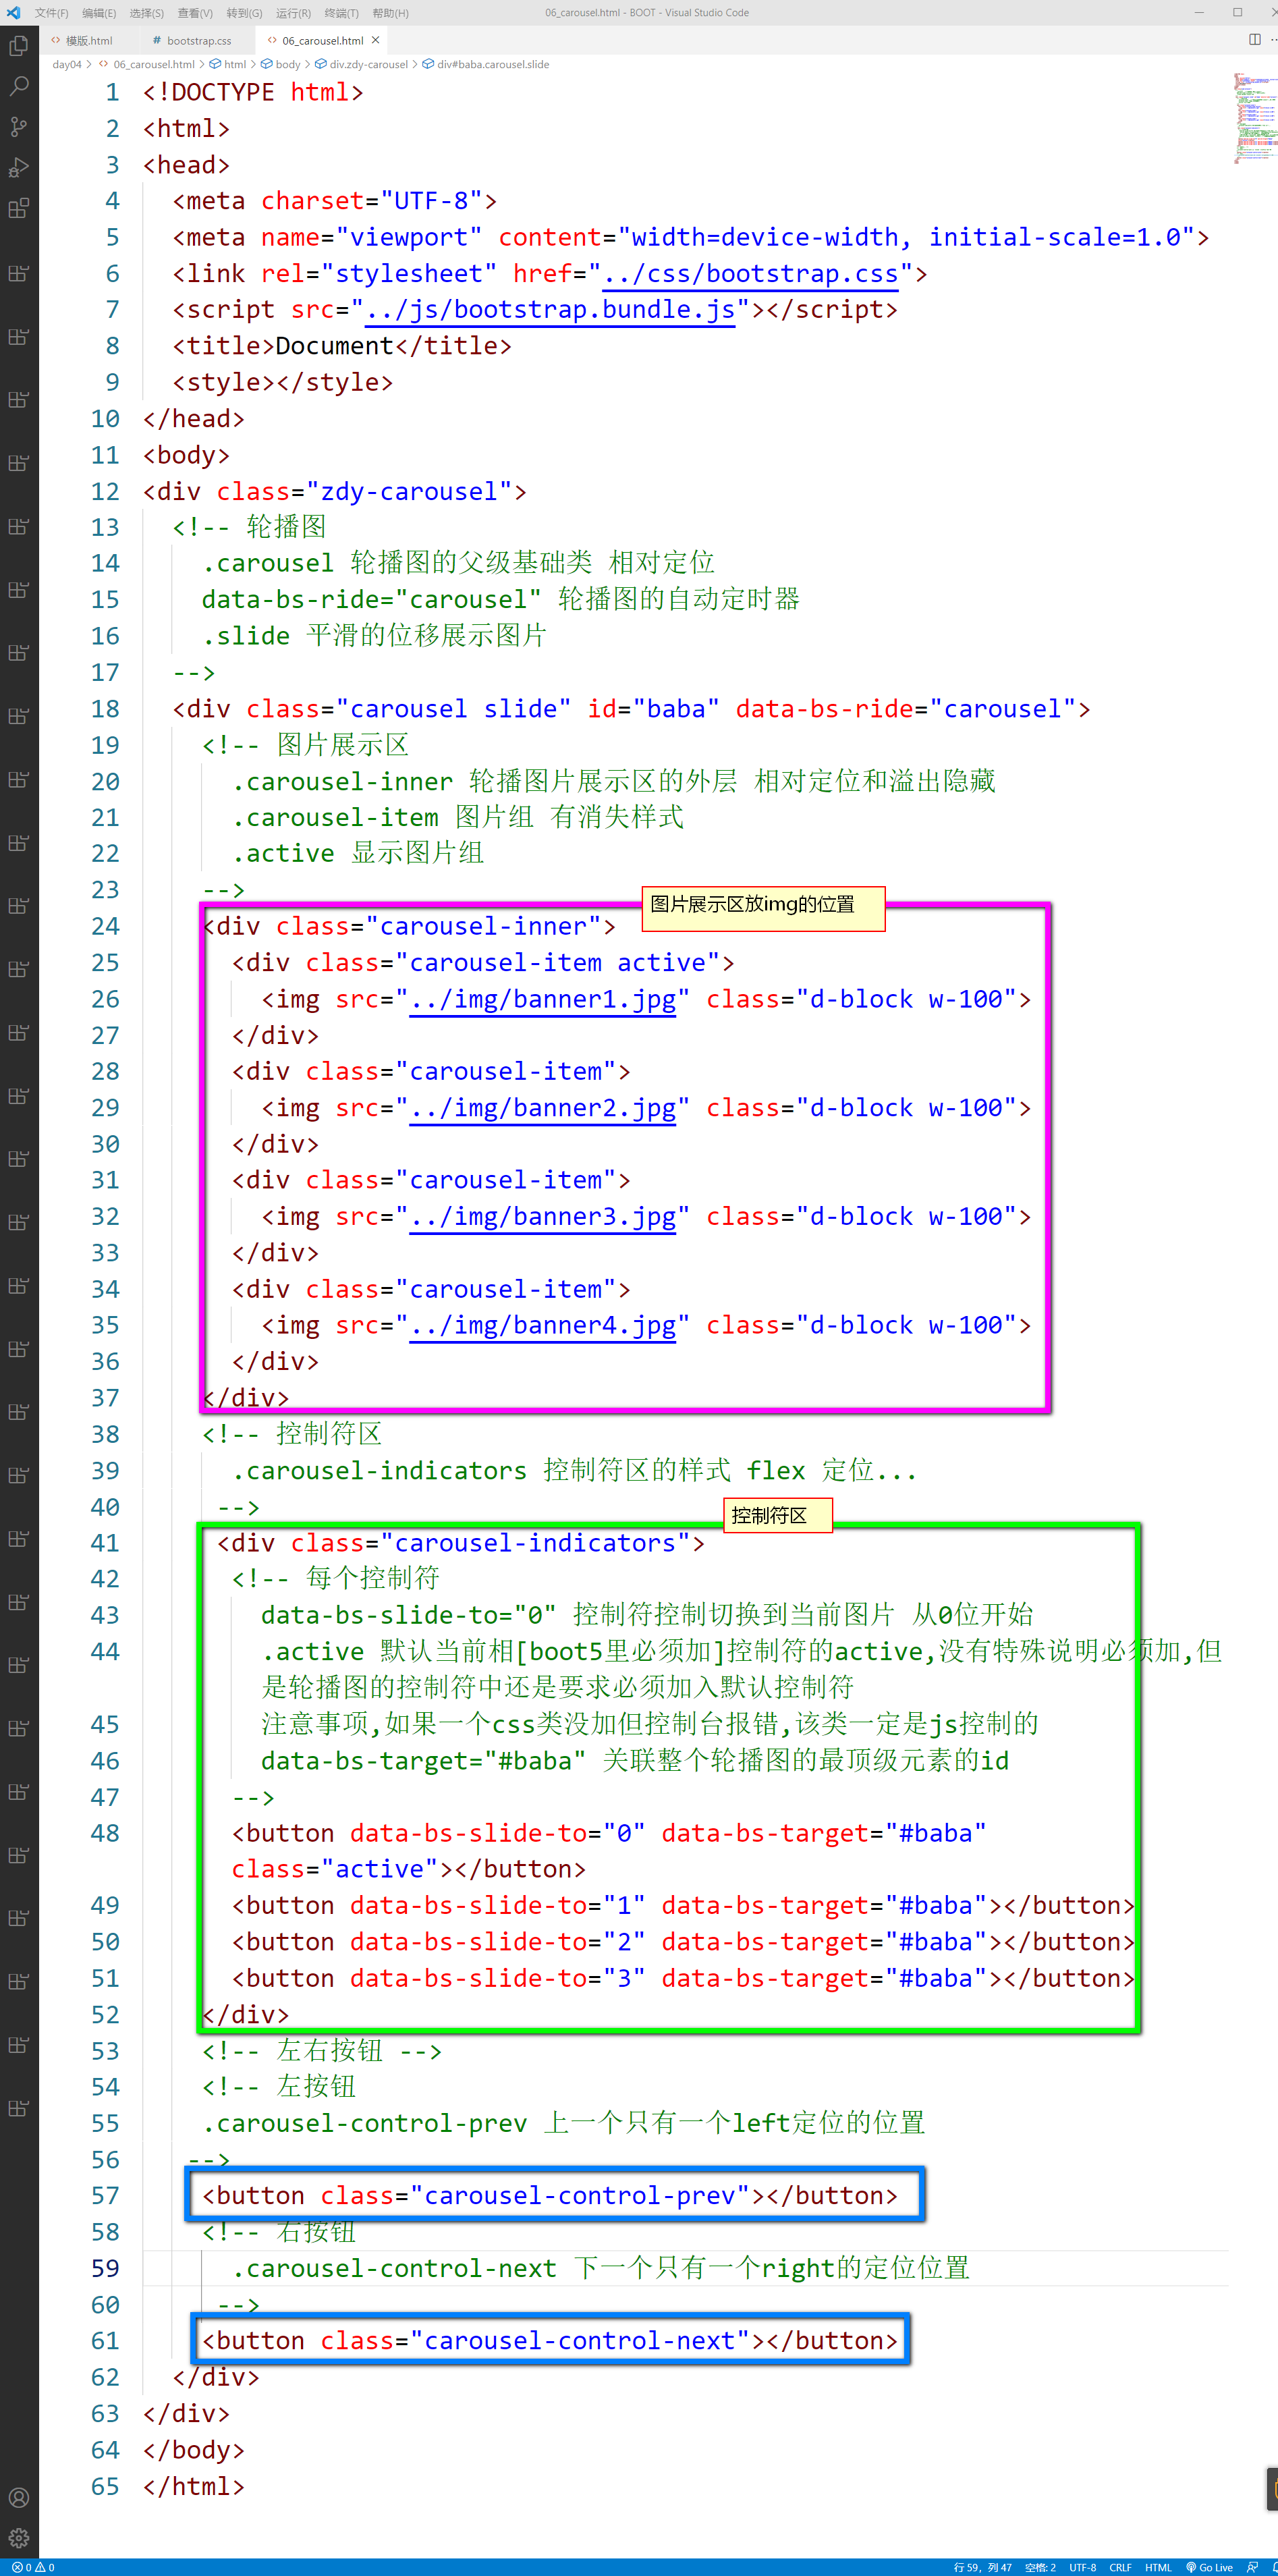 文件(F) 编辑(E) 选择(S) 查看(V) 转到(G) 运行(R) 终端(T) 帮助(H) 06_carousel.html - BOOT - Visual Studio Code
模版.html bootstrap.css 06_carousel.html
day04 > 06_carousel.html > html > body > div.zdy-carousel > div#baba.carousel.slide
1 <!DOCTYPE html>
2 <html>
3 <head>
4 <meta charset="UTF-8">
5 <meta name="viewport" content="width=device-width, initial-scale=1.0">
6 <link rel="stylesheet" href="../css/bootstrap.css">
7 <script src="../js/bootstrap.bundle.js"></script>
8 <title>Document</title>
9 <style></style>
10 </head>
11 <body>
12 <div class="zdy-carousel">
13 <!-- 轮播图
14 .carousel 轮播图的父级基础类 相对定位
15 data-bs-ride="carousel" 轮播图的自动定时器
16 .slide 平滑的位移展示图片
17 -->
18 <div class="carousel slide" id="baba" data-bs-ride="carousel">
19 <!-- 图片展示区
20 .carousel-inner 轮播图片展示区的外层 相对定位和溢出隐藏
21 .carousel-item 图片组 有消失样式
22 .active 显示图片组
23 -->
图片展示区放img的位置
24 <div class="carousel-inner">
25 <div class="carousel-item active">
26 <img src="../img/banner1.jpg" class="d-block w-100">
27 </div>
28 <div class="carousel-item">
29 <img src="../img/banner2.jpg" class="d-block w-100">
30 </div>
31 <div class="carousel-item">
32 <img src="../img/banner3.jpg" class="d-block w-100">
33 </div>
34 <div class="carousel-item">
35 <img src="../img/banner4.jpg" class="d-block w-100">
36 </div>
37 </div>
38 <!-- 控制符区
39 .carousel-indicators 控制符区的样式 flex 定位...
40 -->
控制符区
41 <div class="carousel-indicators">
42 <!-- 每个控制符
43 data-bs-slide-to="0" 控制符控制切换到当前图片 从0位开始
44 .active 默认当前相[boot5里必须加]控制符的active,没有特殊说明必须加,但
是轮播图的控制符中还是要求必须加入默认控制符
45 注意事项,如果一个css类没加但控制台报错,该类一定是js控制的
46 data-bs-target="#baba" 关联整个轮播图的最顶级元素的id
47 -->
48 <button data-bs-slide-to="0" data-bs-target="#baba"
class="active"></button>
49 <button data-bs-slide-to="1" data-bs-target="#baba"></button>
50 <button data-bs-slide-to="2" data-bs-target="#baba"></button>
51 <button data-bs-slide-to="3" data-bs-target="#baba"></button>
52 </div>
53 <!-- 左右按钮 -->
54 <!-- 左按钮
55 .carousel-control-prev 上一个只有一个left定位的位置
56 -->
57 <button class="carousel-control-prev"></button>
58 <!-- 右按钮
59 .carousel-control-next 下一个只有一个right的定位位置
60 -->
61 <button class="carousel-control-next"></button>
62 </div>
63 </div>
64 </body>
65 </html>
0 0 行 59，列 47 空格: 2 UTF-8 CRLF HTML Go Live